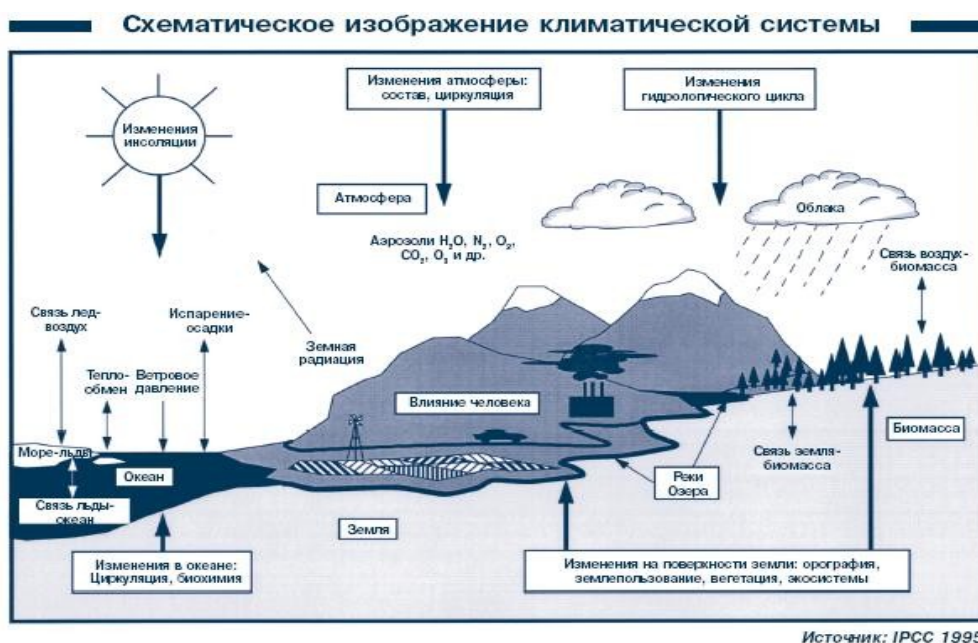 Схематическое изображение климатической системы
Изменения
инсоляции
Изменения атмосферы:
состав, циркуляция
Изменения
гидрологического цикла
Атмосфера
Облака
Аэрозоли H₂O, N₂, O₂,
CO₂, O₃ и др.
Связь воздух-
биомасса
Связь лед-
воздух
Испарение-
осадки
Земная
радиация
Тепло-
обмен
Ветровое
давление
Влияние человека
Биомасса
Море-льды
Океан
Связь земля-
биомасса
Реки
Озера
Связь льды-
океан
Земля
Изменения в океане:
Циркуляция, биохимия
Изменения на поверхности земли: орография,
землепользование, вегетация, экосистемы
Источник: IPCC 1995